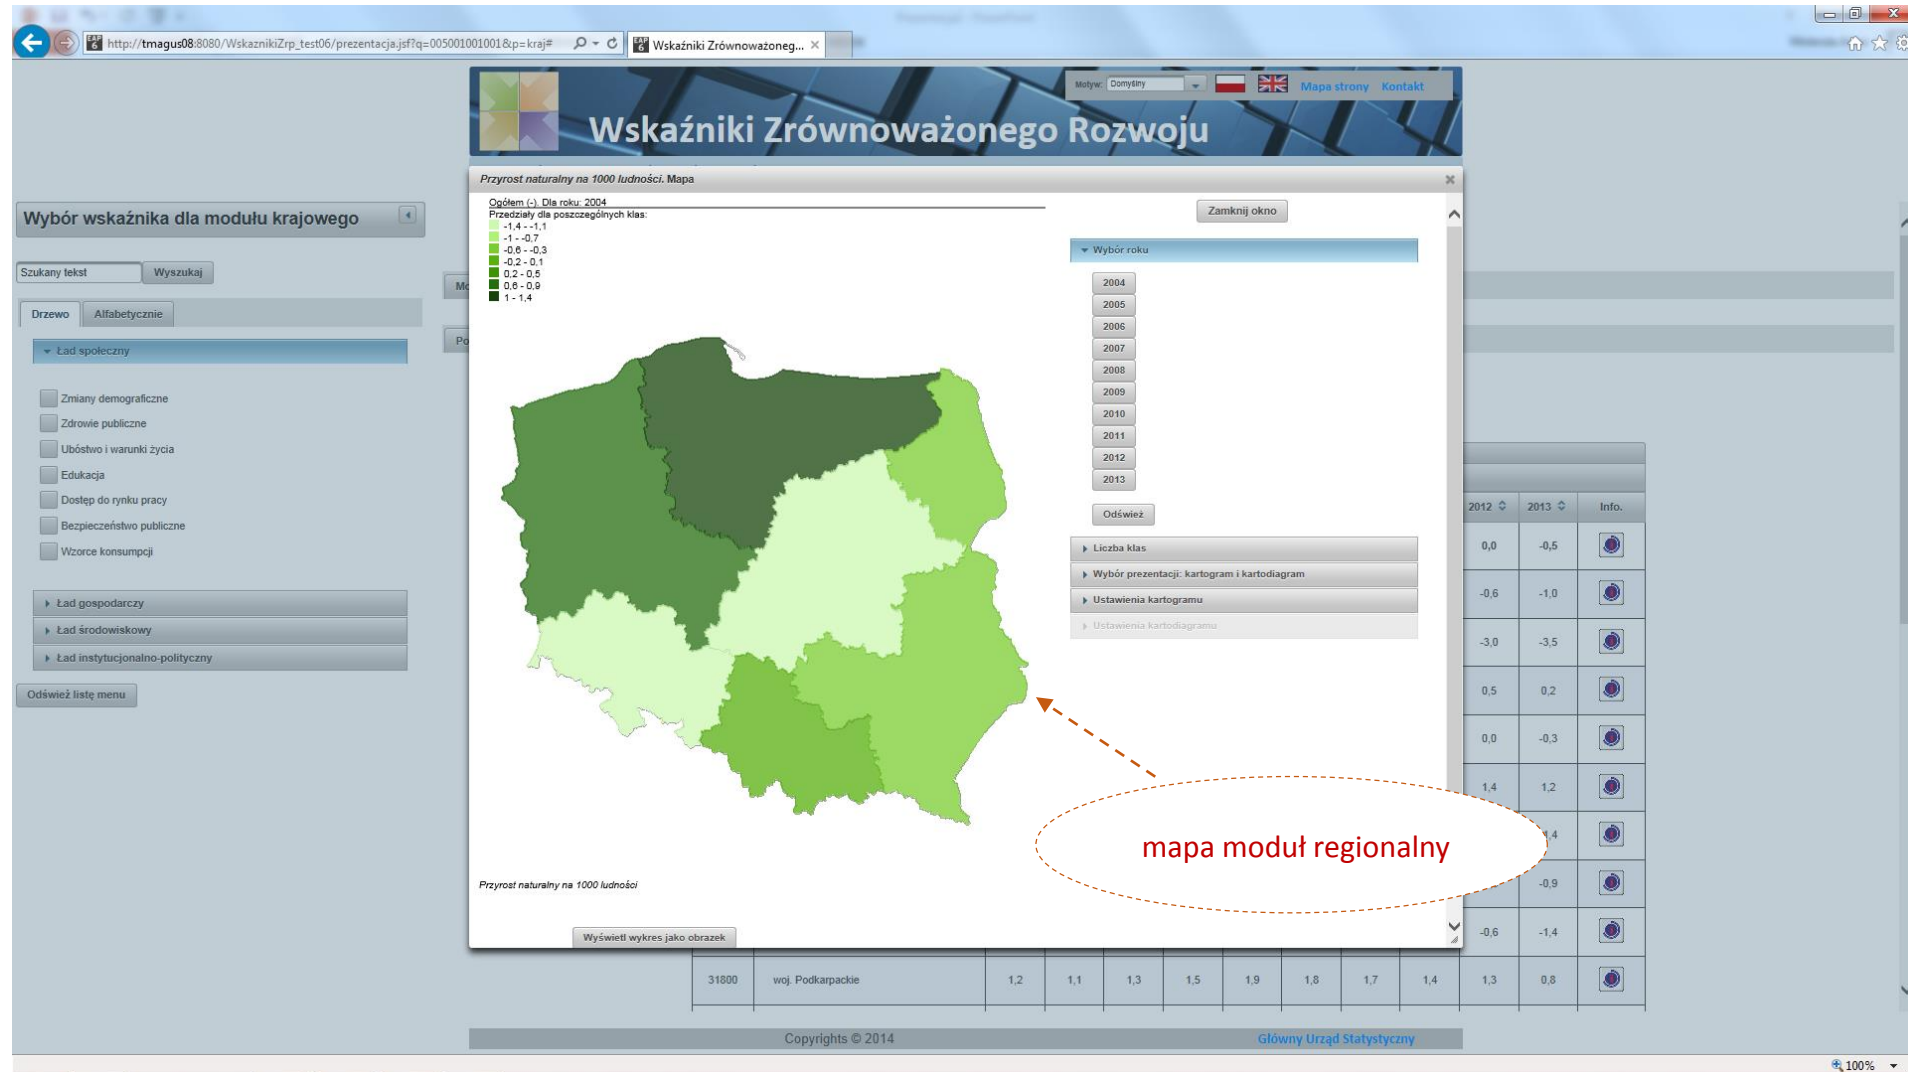 http://tmagus08:8080/WskaznikiZrp_test06/prezentacja.jsf?q=005001001001&p=kraj#
Wskaźniki Zrównoważoneg...
Motyw: Domyślny
Mapa strony Kontakt
Wskaźniki Zrównoważonego Rozwoju
Przyrost naturalny na 1000 ludności. Mapa
Ogółem (-). Dla roku: 2004
Przedziały dla poszczególnych klas:
-1,4 - -1,1
-1 - -0,7
-0,6 - -0,3
-0,2 - 0,1
0,2 - 0,5
0,6 - 0,9
1 - 1,4
Zamknij okno
Wybór roku
2004
2005
2006
2007
2008
2009
2010
2011
2012
2013
Odśwież
Liczba klas
Wybór prezentacji: kartogram i kartodiagram
Ustawienia kartogramu
Ustawienia kartodiagramu
mapa moduł regionalny
Przyrost naturalny na 1000 ludności
Wyświetl wykres jako obrazek
Wybór wskaźnika dla modułu krajowego
Szukany tekst Wyszukaj
Drzewo Alfabetycznie
Ład społeczny
Zmiany demograficzne
Zdrowie publiczne
Ubóstwo i warunki życia
Edukacja
Dostęp do rynku pracy
Bezpieczeństwo publiczne
Wzorce konsumpcji
Ład gospodarczy
Ład środowiskowy
Ład instytucjonalno-polityczny
Odśwież listę menu
2012 2013 Info.
0,0 -0,5
-0,6 -1,0
-3,0 -3,5
0,5 0,2
0,0 -0,3
1,4 1,2
-0,9
-0,6 -1,4
31800 woj. Podkarpackie 1,2 1,1 1,3 1,5 1,9 1,8 1,7 1,4 1,3 0,8
Copyrights © 2014
Główny Urząd Statystyczny
100%